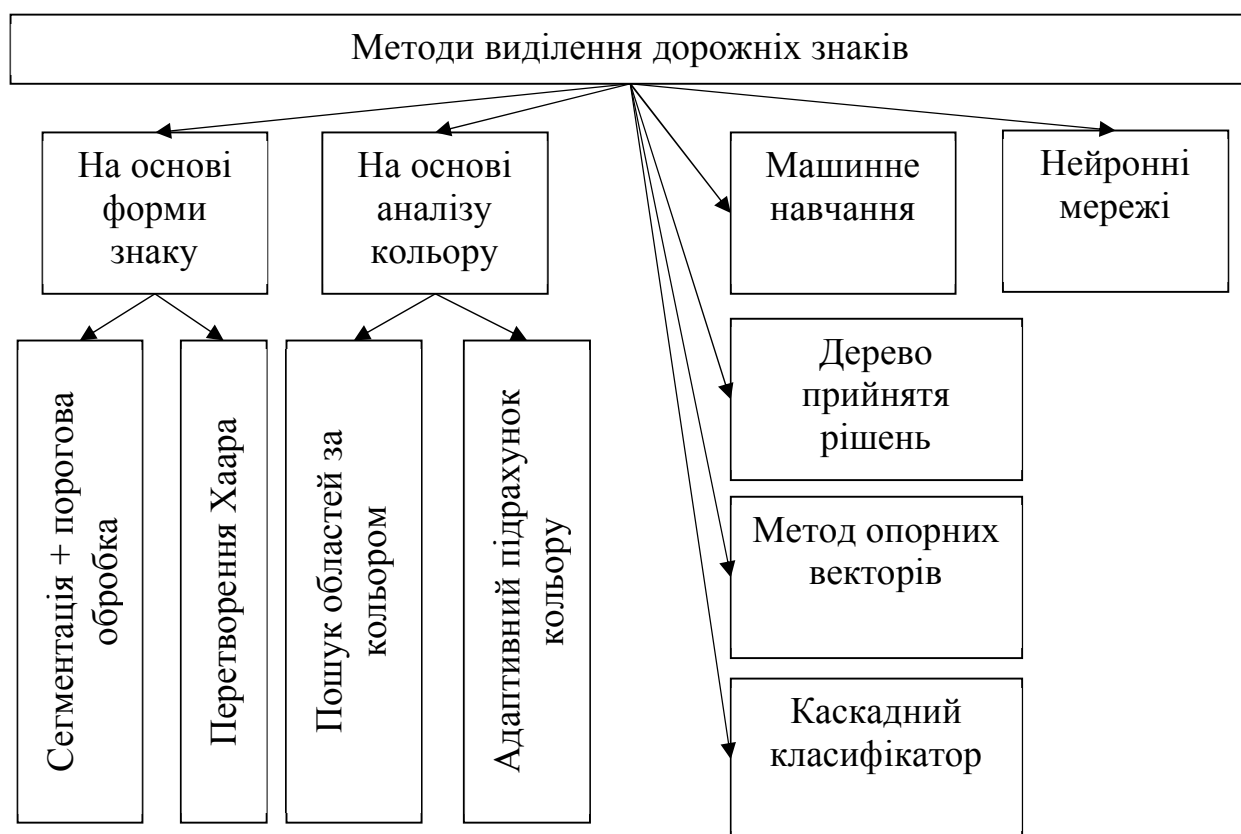 Методи виділення дорожніх знаків
На основі
форми
знаку
На основі
аналізу
кольору
Машинне
навчання
Нейронні
мережі
Сегментація + порогова
обробка
Перетворення Хаара
Пошук областей за
кольором
Адаптивний підрахунок
кольору
Дерево
прийнятя
рішень
Метод опорних
векторів
Каскадний
класифікатор